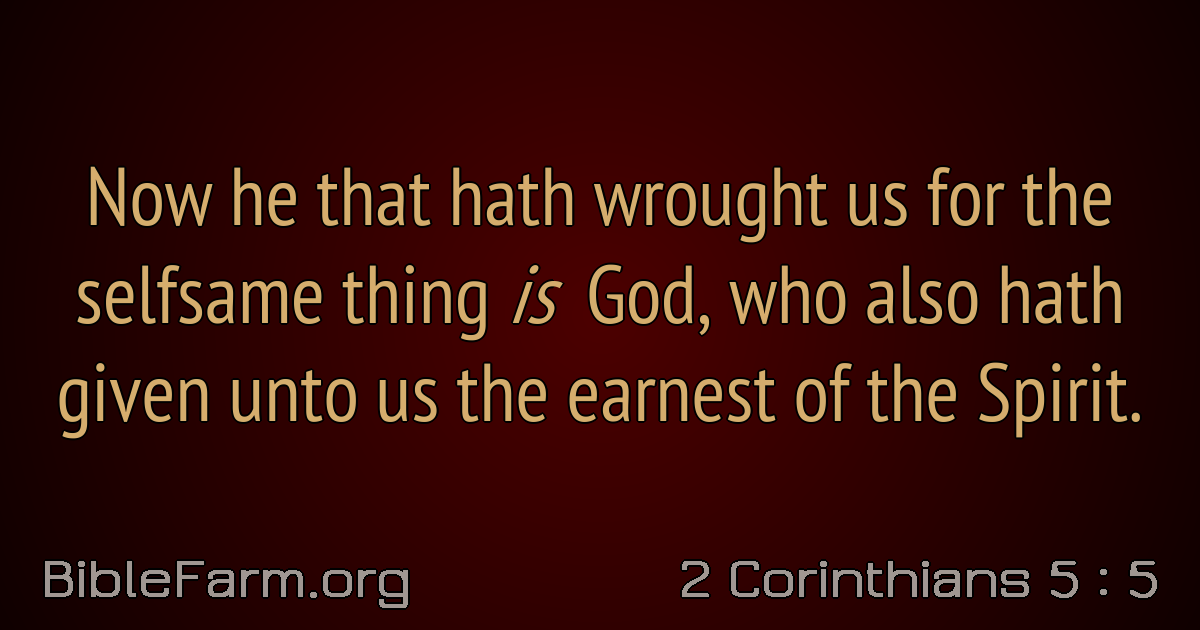 Now he that hath wrought us for the
selfsame thing is God, who also hath
given unto us the earnest of the Spirit.
BibleFarm.org
2 Corinthians 5 : 5